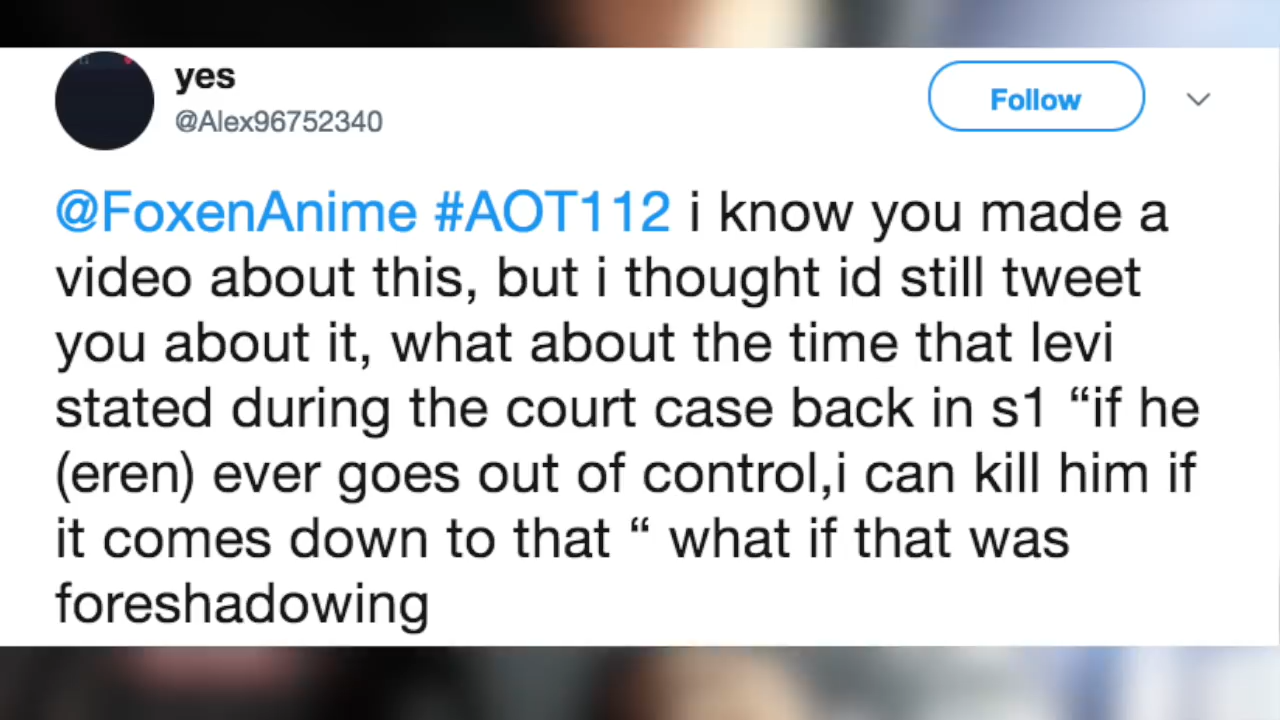 yes
@Alex96752340
Follow
@FoxenAnime #AOT112 i know you made a
video about this, but i thought id still tweet
you about it, what about the time that levi
stated during the court case back in s1 “if he
(eren) ever goes out of control,i can kill him if
it comes down to that “ what if that was
foreshadowing